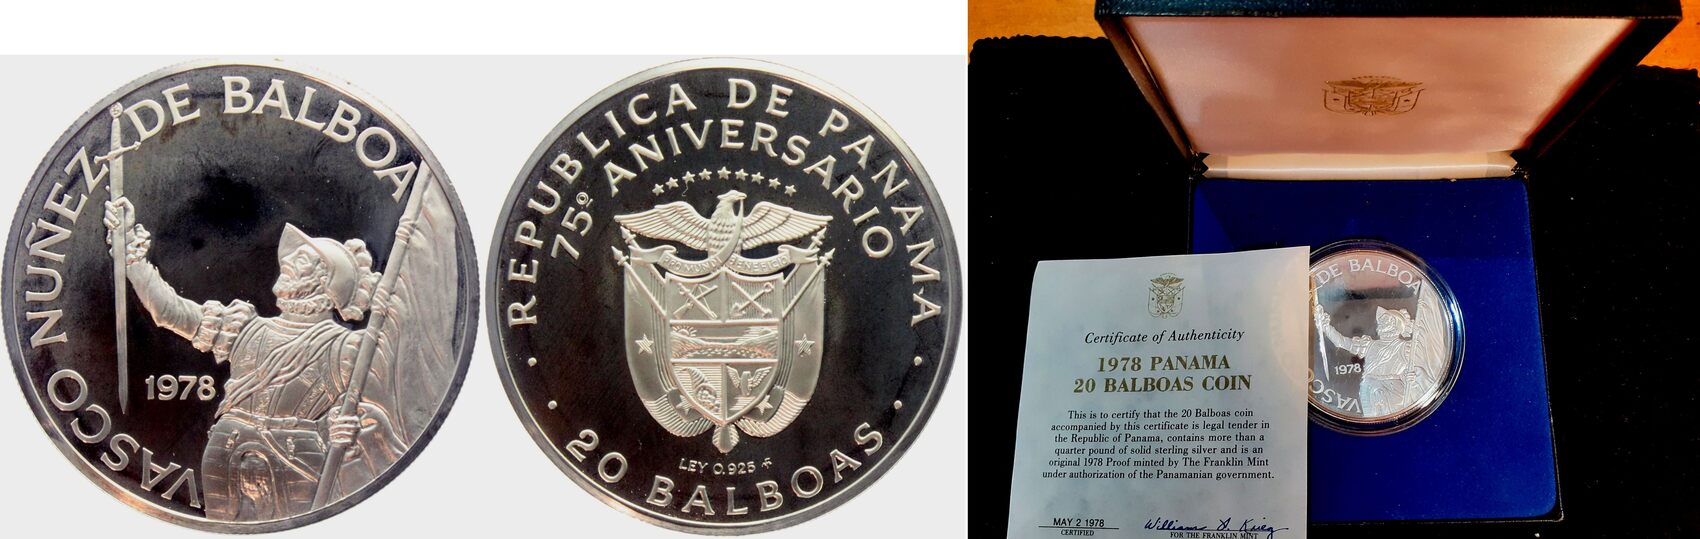 VASCO NUÑEZ DE BALBOA
1978
REPUBLICA DE PANAMA
75º ANIVERSARIO
PRO MUNDI BENEFICIO
LEY 0.925
20 BALBOAS
Certificate of Authenticity
1978 PANAMA
20 BALBOAS COIN
This is to certify that the 20 Balboas coin
accompanied by this certificate is legal tender in
the Republic of Panama, contains more than a
quarter pound of solid sterling silver and is an
original 1978 Proof minted by The Franklin Mint
under authorization of the Panamanian government.
MAY 2 1978
CERTIFIED
FOR THE FRANKLIN MINT
VASCO
DE BALBOA
1978